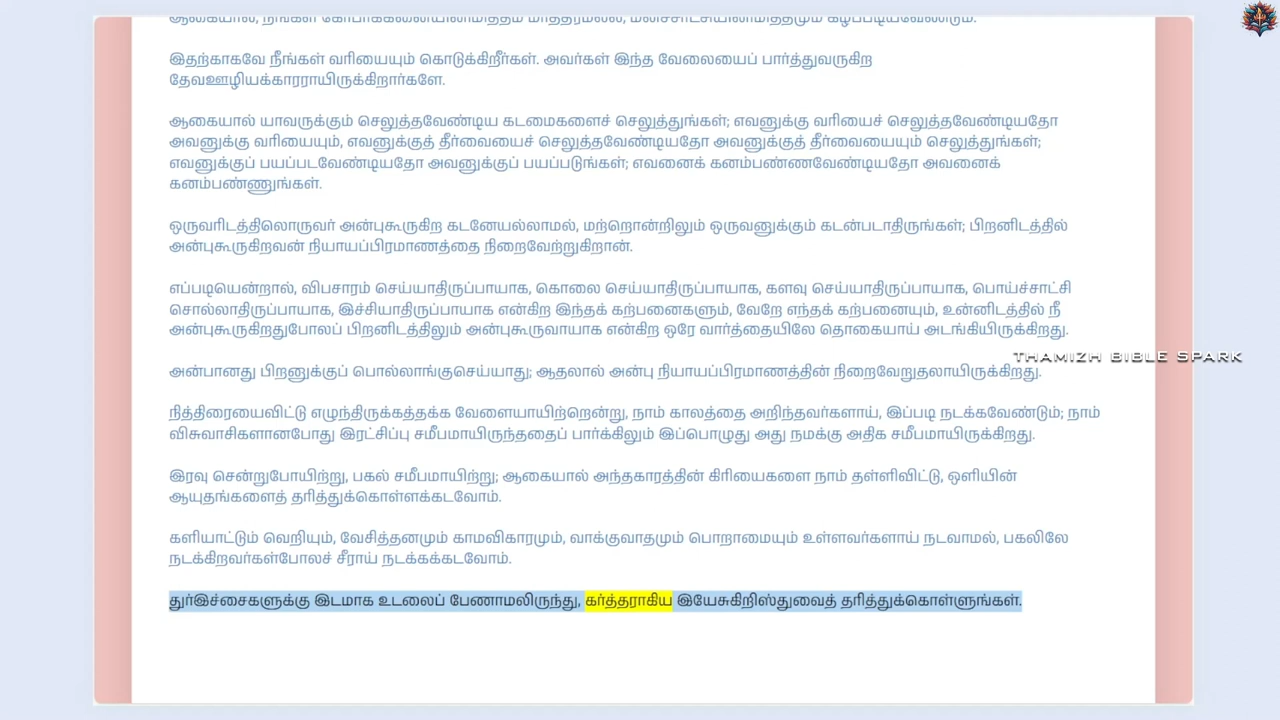 ஆகையால், நீங்கள் கோபாக்கினையினிமித்தம் மாத்திரமல்ல, மனச்சாட்சியினிமித்தமும் கீழ்ப்படியவேண்டும்.
இதற்காகவே நீங்கள் வரியையும் கொடுக்கிறீர்கள். அவர்கள் இந்த வேலையைப் பார்த்துவருகிற
தேவஊழியக்காரராயிருக்கிறார்களே.
ஆகையால் யாவருக்கும் செலுத்தவேண்டிய கடமைகளைச் செலுத்துங்கள்; எவனுக்கு வரியைச் செலுத்தவேண்டியதோ
அவனுக்கு வரியையும், எவனுக்குத் தீர்வையைச் செலுத்தவேண்டியதோ அவனுக்குத் தீர்வையையும் செலுத்துங்கள்;
எவனுக்குப் பயப்படவேண்டியதோ அவனுக்குப் பயப்படுங்கள்; எவனைக் கனம்பண்ணவேண்டியதோ அவனைக்
கனம்பண்ணுங்கள்.
ஒருவரிடத்திலொருவர் அன்புகூருகிற கடனேயல்லாமல், மற்றொன்றிலும் ஒருவனுக்கும் கடன்படாதிருங்கள்; பிறனிடத்தில்
அன்புகூருகிறவன் நியாயப்பிரமாணத்தை நிறைவேற்றுகிறான்.
எப்படியென்றால், விபசாரம் செய்யாதிருப்பாயாக, கொலை செய்யாதிருப்பாயாக, களவு செய்யாதிருப்பாயாக, பொய்ச்சாட்சி
சொல்லாதிருப்பாயாக, இச்சியாதிருப்பாயாக என்கிற இந்தக் கற்பனைகளும், வேறே எந்தக் கற்பனையும், உன்னிடத்தில் நீ
அன்புகூருகிறதுபோலப் பிறனிடத்திலும் அன்புகூருவாயாக என்கிற ஒரே வார்த்தையிலே தொகையாய் அடங்கியிருக்கிறது.
THAMIZH BIBLE SPARK
அன்பானது பிறனுக்குப் பொல்லாங்குசெய்யாது; ஆதலால் அன்பு நியாயப்பிரமாணத்தின் நிறைவேறுதலாயிருக்கிறது.
நித்திரையைவிட்டு எழுந்திருக்கத்தக்க வேளையாயிற்றென்று, நாம் காலத்தை அறிந்தவர்களாய், இப்படி நடக்கவேண்டும்; நாம்
விசுவாசிகளானபோது இரட்சிப்பு சமீபமாயிருந்ததைப் பார்க்கிலும் இப்பொழுது அது நமக்கு அதிக சமீபமாயிருக்கிறது.
இரவு சென்றுபோயிற்று, பகல் சமீபமாயிற்று; ஆகையால் அந்தகாரத்தின் கிரியைகளை நாம் தள்ளிவிட்டு, ஒளியின்
ஆயுதங்களைத் தரித்துக்கொள்ளக்கடவோம்.
களியாட்டும் வெறியும், வேசித்தனமும் காமவிகாரமும், வாக்குவாதமும் பொறாமையும் உள்ளவர்களாய் நடவாமல், பகலிலே
நடக்கிறவர்கள்போலச் சீராய் நடக்கக்கடவோம்.
துர்இச்சைகளுக்கு இடமாக உடலைப் பேணாமலிருந்து, கர்த்தராகிய இயேசுகிறிஸ்துவைத் தரித்துக்கொள்ளுங்கள்.